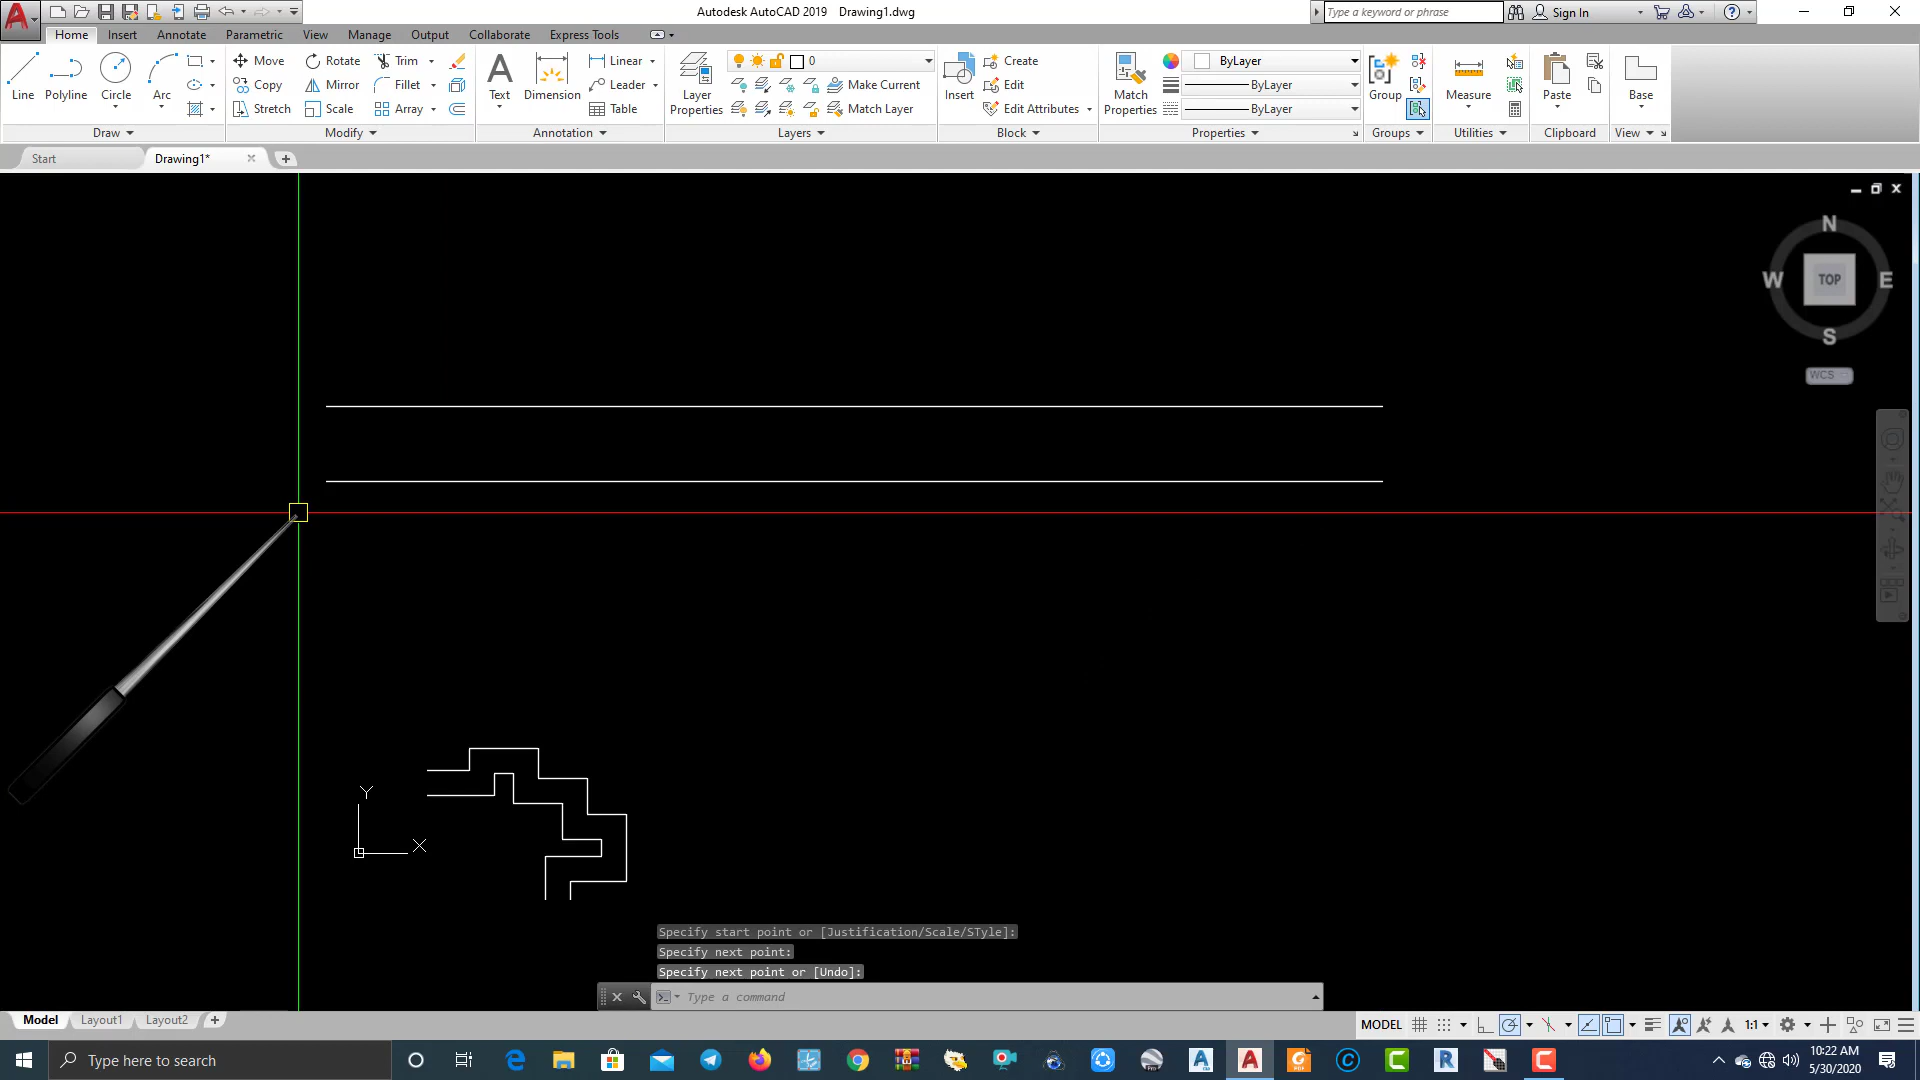 Autodesk AutoCAD 2019 Drawing1.dwg
Type a keyword or phrase
Sign In
Home Insert Annotate Parametric View Manage Output Collaborate Express Tools
Line Polyline Circle Arc
Move Rotate Trim
Copy Mirror Fillet
Stretch Scale Array
Text Dimension
Linear
Leader
Table
Layer Properties
0
Make Current
Match Layer
Insert
Create
Edit
Edit Attributes
Match Properties
ByLayer
ByLayer
ByLayer
Group
Measure
Paste
Base
Draw Modify Annotation Layers Block Properties Groups Utilities Clipboard View
Start Drawing1*
N
W TOP E
S
WCS
Y
X
Specify start point or [Justification/Scale/STyle]:
Specify next point:
Specify next point or [Undo]:
Type a command
Model Layout1 Layout2
MODEL 1:1
Type here to search
10:22 AM
5/30/2020